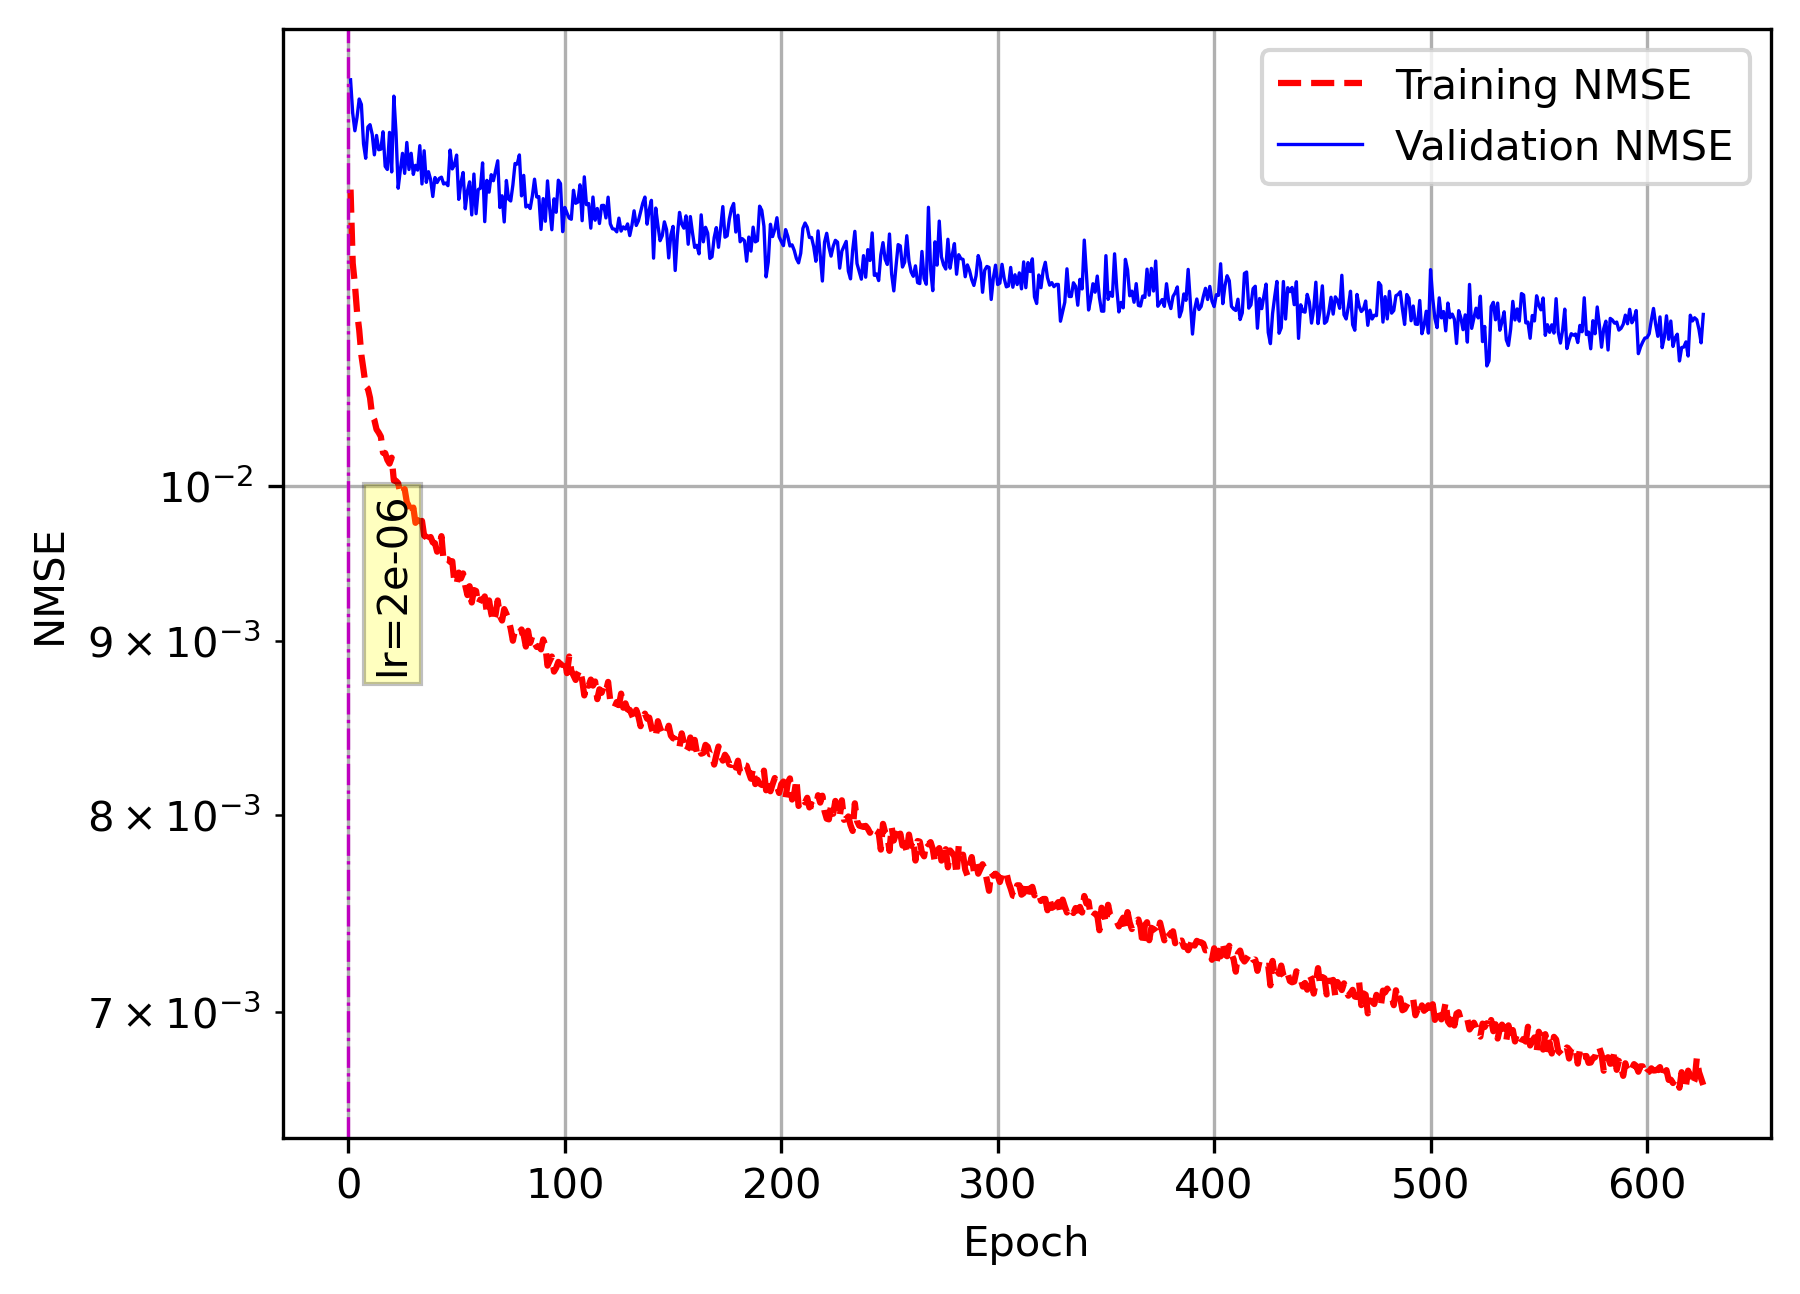 Training NMSE
Validation NMSE
NMSE
10⁻²
9 × 10⁻³
8 × 10⁻³
7 × 10⁻³
lr=2e-06
0 100 200 300 400 500 600
Epoch